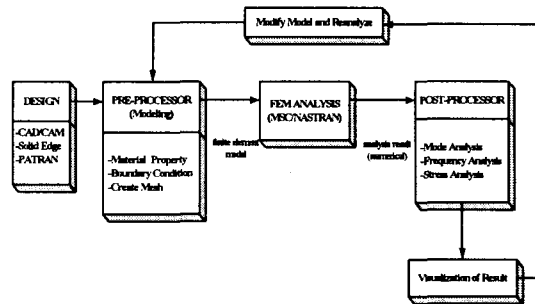 Modify Model and Reanalyze
DESIGN
-CAD/CAM
-Solid Edge
-PATRAN
PRE-PROCESSOR
(Modeling)
-Material Property
-Boundary Condition
-Create Mesh
finite element
model
FEM ANALYSIS
(MSC/NASTRAN)
analysis result
(numerical)
POST-PROCESSOR
-Mode Analysis
-Frequency Analysis
-Stress Analysis
Visualization of Result